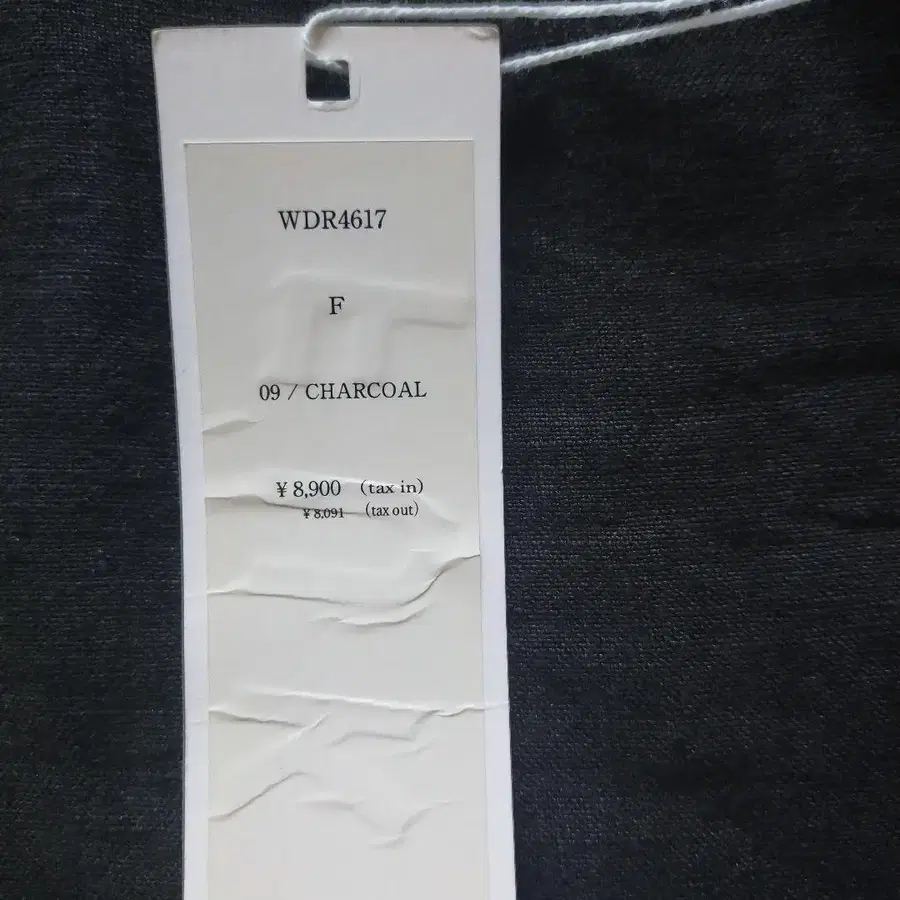 WDR4617
F
09 / CHARCOAL
¥ 8,900 (tax in)
¥ 8,091 (tax out)